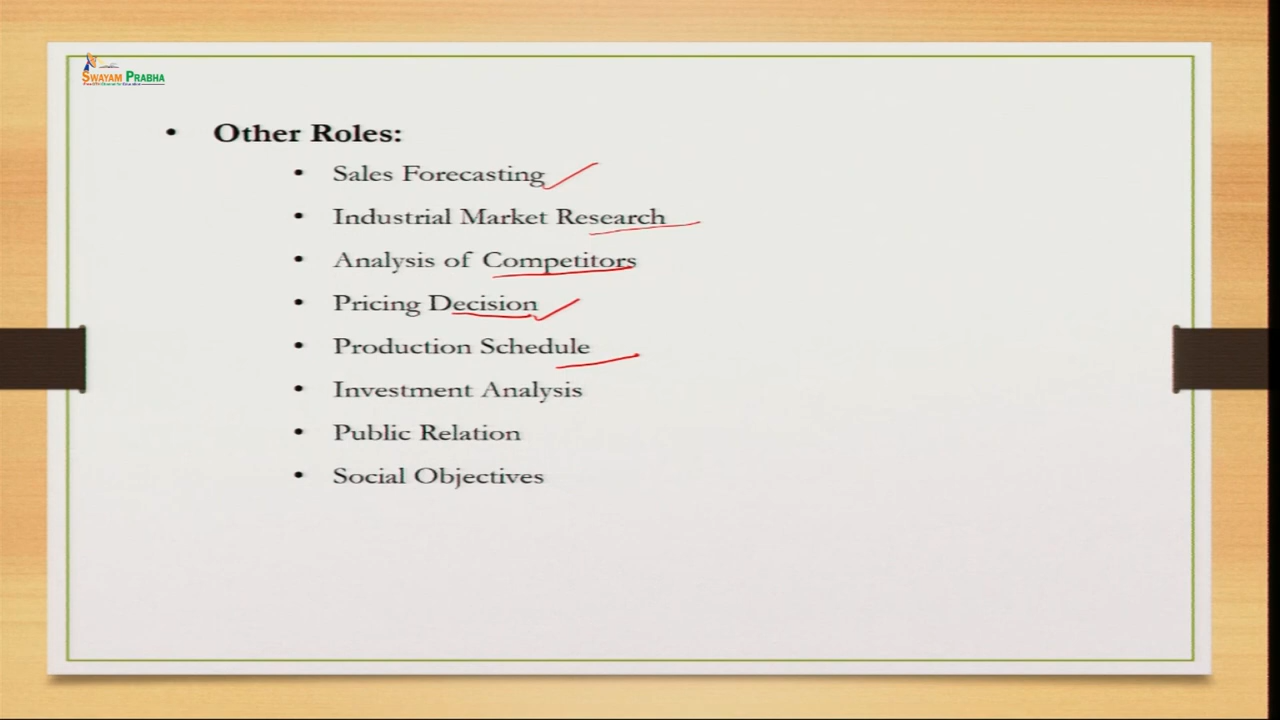 SWAYAM PRABHA
• Other Roles:
• Sales Forecasting
• Industrial Market Research
• Analysis of Competitors
• Pricing Decision
• Production Schedule
• Investment Analysis
• Public Relation
• Social Objectives